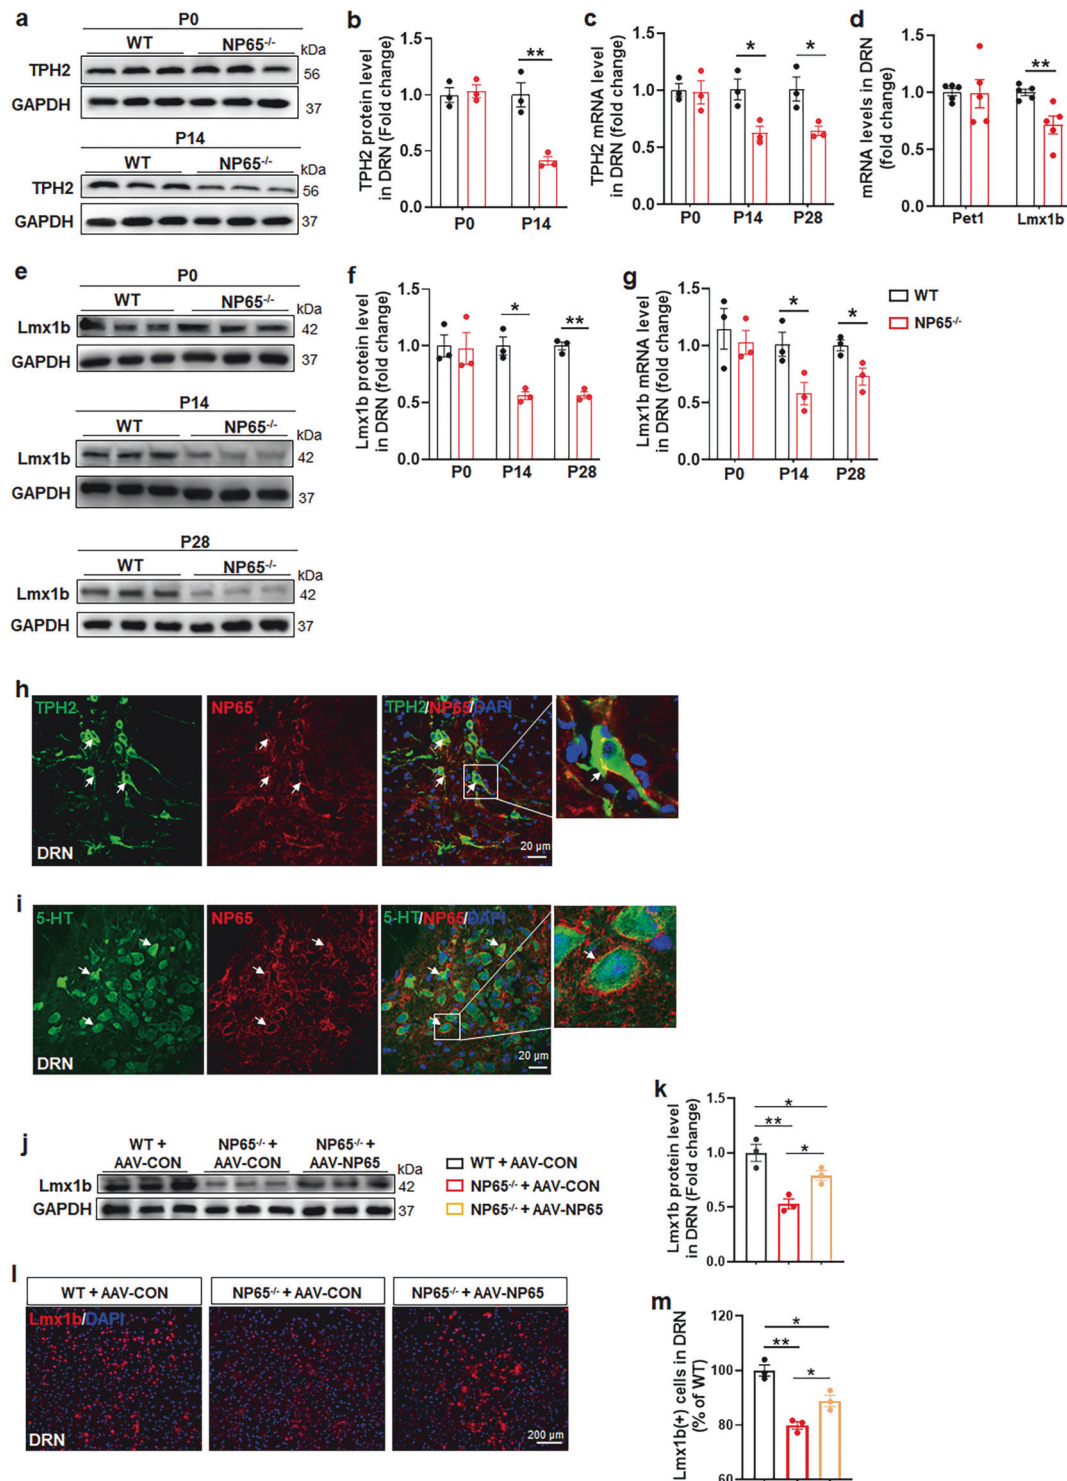 a
P0
WT NP65-/-
kDa
TPH2 56
GAPDH 37
P14
WT NP65-/-
kDa
TPH2 56
GAPDH 37
b
TPH2 protein level
in DRN (Fold change)
1.5
1.0
0.5
0.0
**
P0 P14
c
TPH2 mRNA level
in DRN (fold change)
1.5
1.0
0.5
0.0
* *
P0 P14 P28
d
mRNA levels in DRN
(fold change)
1.5
1.0
0.5
0.0
**
Pet1 Lmx1b
e
P0
WT NP65-/-
kDa
Lmx1b 42
GAPDH 37
P14
WT NP65-/-
kDa
Lmx1b 42
GAPDH 37
P28
WT NP65-/-
kDa
Lmx1b 42
GAPDH 37
f
Lmx1b protein level
in DRN (fold change)
1.5
1.0
0.5
0.0
* **
P0 P14 P28
g
Lmx1b mRNA level
in DRN (fold change)
1.5
1.0
0.5
0.0
* *
P0 P14 P28
WT
NP65-/-
h
TPH2 NP65 TPH2/NP65/DAPI
DRN 20 µm
i
5-HT NP65 5-HT/NP65/DAPI
DRN 20 µm
j
WT + NP65-/- + NP65-/- +
AAV-CON AAV-CON AAV-NP65
kDa
Lmx1b 42
GAPDH 37
WT + AAV-CON
NP65-/- + AAV-CON
NP65-/- + AAV-NP65
k
Lmx1b protein level
in DRN (Fold change)
1.5
1.0
0.5
0.0
*
**
*
l
WT + AAV-CON NP65-/- + AAV-CON NP65-/- + AAV-NP65
Lmx1b/DAPI
DRN 200 µm
m
Lmx1b(+) cells in DRN
(% of WT)
120
100
80
60
*
**
*